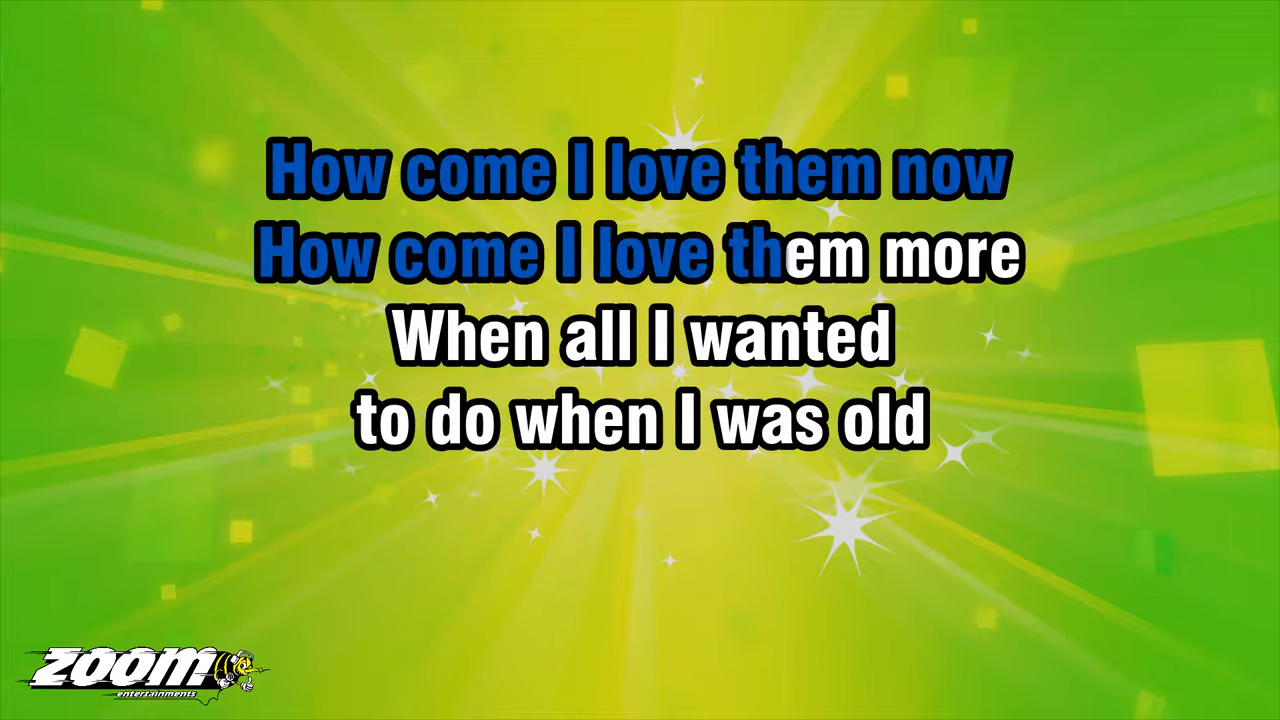 How come I love them now
How come I love them more
When all I wanted
to do when I was old
ZOOM
entertainments